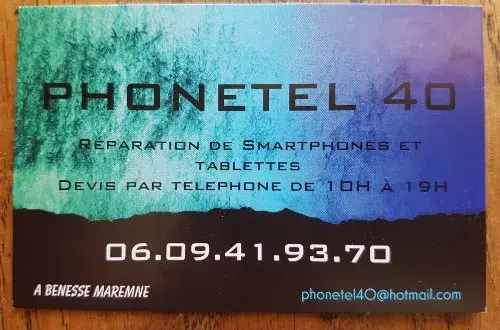 PHONETEL 40
RÉPARATION DE SMARTPHONES ET
TABLETTES
DEVIS PAR TELEPHONE DE 10H À 19H
06.09.41.93.70
A BENESSE MAREMNE
phonetel40@hotmail.com